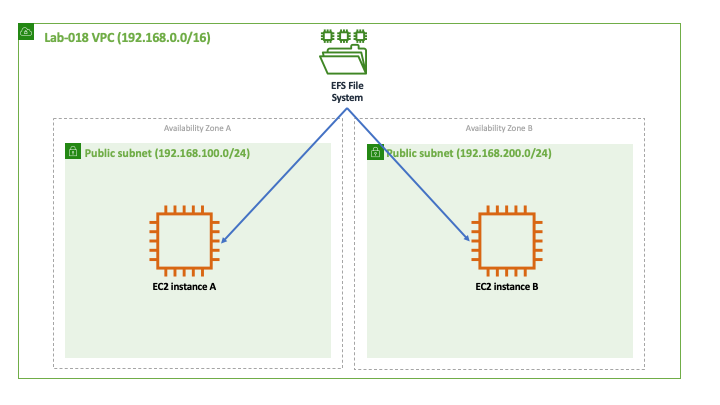 Lab-018 VPC (192.168.0.0/16)
EFS File
System
Availability Zone A
Availability Zone B
Public subnet (192.168.100.0/24)
Public subnet (192.168.200.0/24)
EC2 instance A
EC2 instance B